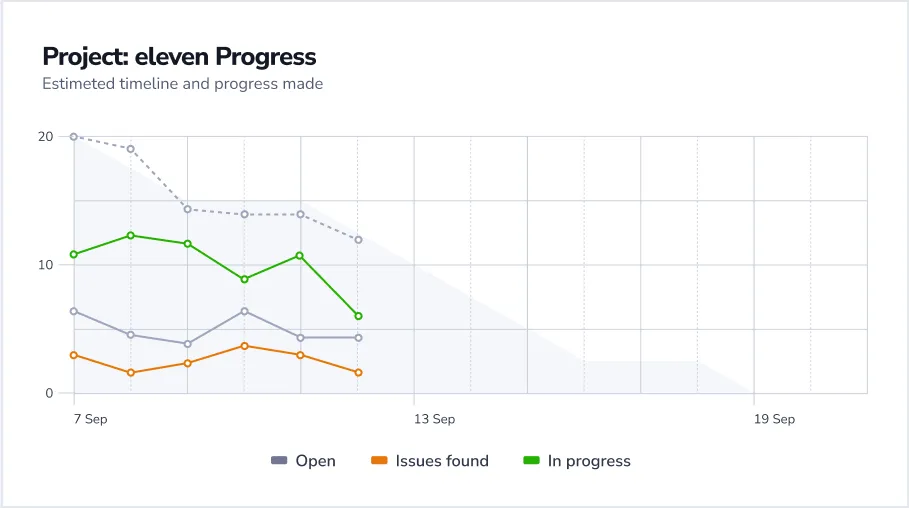 Project: eleven Progress
Estimeted timeline and progress made
20
10
0
7 Sep 13 Sep 19 Sep
Open Issues found In progress